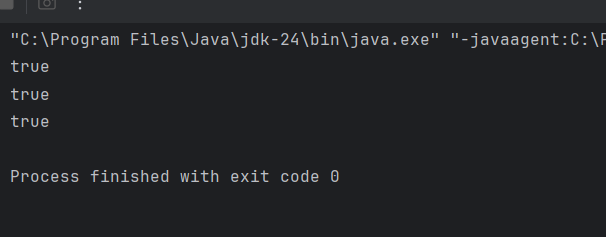 "C:\Program Files\Java\jdk-24\bin\java.exe" "-javaagent:C:\
true
true
true
Process finished with exit code 0